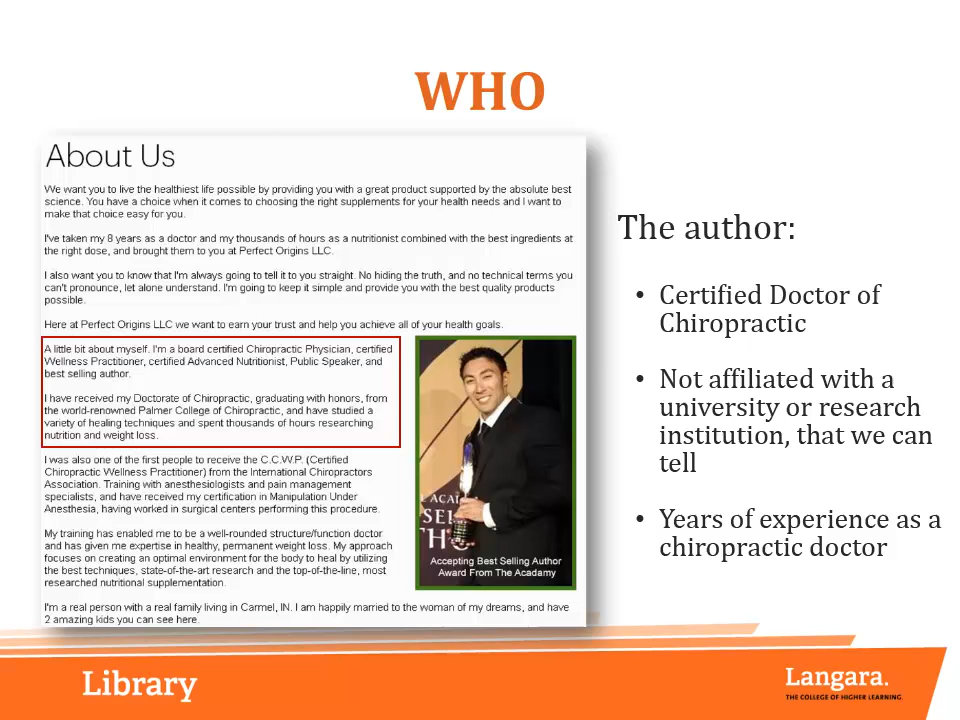 WHO
About Us
We want you to live the healthiest life possible by providing you with a great product supported by the absolute best
science. You have a choice when it comes to choosing the right supplements for your health needs and I want to
make that choice easy for you.
I've taken my 8 years as a doctor and my thousands of hours as a nutritionist combined with the best ingredients at
the right dose, and brought them to you at Perfect Origins LLC.
I also want you to know that I'm always going to tell it to you straight. No hiding the truth, and no technical terms you
can't pronounce, let alone understand. I'm going to keep it simple and provide you with the best quality products
possible.
Here at Perfect Origins LLC we want to earn your trust and help you achieve all of your health goals.
A little bit about myself. I'm a board certified Chiropractic Physician, certified
Wellness Practitioner, certified Advanced Nutritionist, Public Speaker, and
best selling author.
I have received my Doctorate of Chiropractic, graduating with honors, from
the world-renowned Palmer College of Chiropractic, and have studied a
variety of healing techniques and spent thousands of hours researching
nutrition and weight loss.
I was also one of the first people to receive the C.C.W.P. (Certified
Chiropractic Wellness Practitioner) from the International Chiropractors
Association. Training with anesthesiologists and pain management
specialists, and have received my certification in Manipulation Under
Anesthesia, having worked in surgical centers performing this procedure.
My training has enabled me to be a well-rounded structure/function doctor
and has given me expertise in healthy, permanent weight loss. My approach
focuses on creating an optimal environment for the body to heal by utilizing
the best techniques, state-of-the-art research and the top-of-the-line, most
researched nutritional supplementation.
I'm a real person with a real family living in Carmel, IN. I am happily married to the woman of my dreams, and have
2 amazing kids you can see here.
Accepting Best Selling Author
Award From The Acadamy
The author:
• Certified Doctor of
Chiropractic
• Not affiliated with a
university or research
institution, that we can
tell
• Years of experience as a
chiropractic doctor
Library
Langara.
THE COLLEGE OF HIGHER LEARNING.